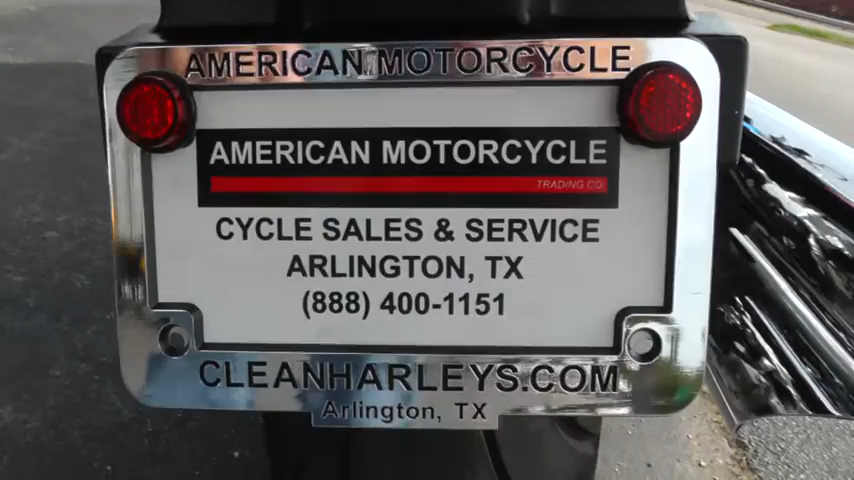 AMERICAN MOTORCYCLE
AMERICAN MOTORCYCLE
TRADING CO.
CYCLE SALES & SERVICE
ARLINGTON, TX
(888) 400-1151
CLEANHARLEYS.COM
Arlington, TX